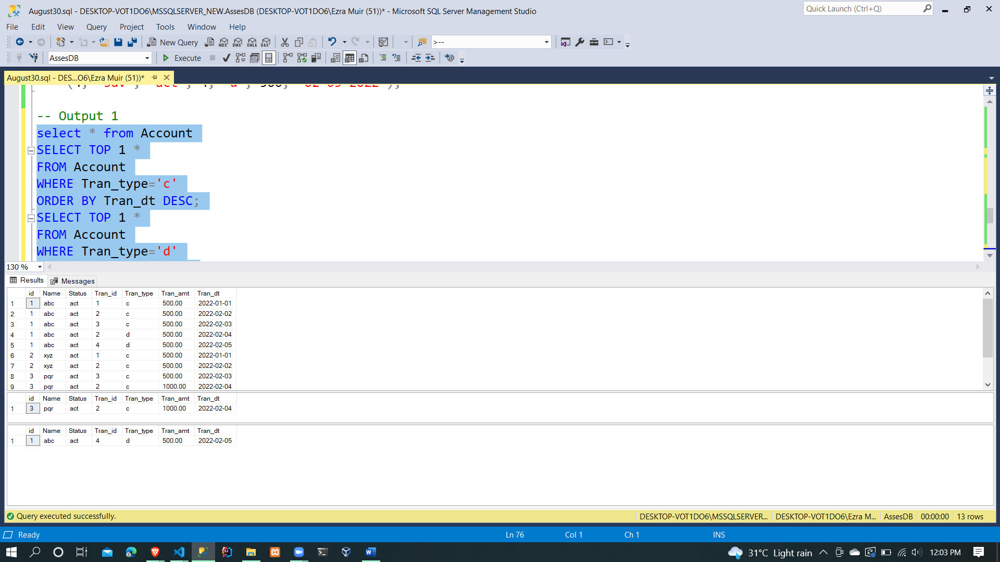 August30.sql - DESKTOP-VOT1DO6\MSSQLSERVER_NEW.AssesDB (DESKTOP-VOT1DO6\Ezra Muir (51))* - Microsoft SQL Server Management Studio
Quick Launch (Ctrl+Q)
File Edit View Query Project Tools Window Help
New Query MDX DMX XMLA DAX >--
AssesDB Execute
August30.sql - DES...O6\Ezra Muir (51))*
-- Output 1
select * from Account
SELECT TOP 1 *
FROM Account
WHERE Tran_type='c'
ORDER BY Tran_dt DESC;
SELECT TOP 1 *
FROM Account
WHERE Tran_type='d'
130 %
Results Messages
id Name Status Tran_id Tran_type Tran_amt Tran_dt
1 1 abc act 1 c 500.00 2022-01-01
2 1 abc act 2 c 500.00 2022-02-02
3 1 abc act 3 c 500.00 2022-02-03
4 1 abc act 2 d 500.00 2022-02-04
5 1 abc act 4 d 500.00 2022-02-05
6 2 xyz act 1 c 500.00 2022-01-01
7 2 xyz act 2 c 500.00 2022-02-02
8 3 pqr act 3 c 500.00 2022-02-03
9 3 pqr act 2 c 1000.00 2022-02-04
id Name Status Tran_id Tran_type Tran_amt Tran_dt
1 3 pqr act 2 c 1000.00 2022-02-04
id Name Status Tran_id Tran_type Tran_amt Tran_dt
1 1 abc act 4 d 500.00 2022-02-05
Query executed successfully.
DESKTOP-VOT1DO6\MSSQLSERVER... DESKTOP-VOT1DO6\Ezra M... AssesDB 00:00:00 13 rows
Ready Ln 76 Col 1 Ch 1 INS
31°C Light rain 12:03 PM